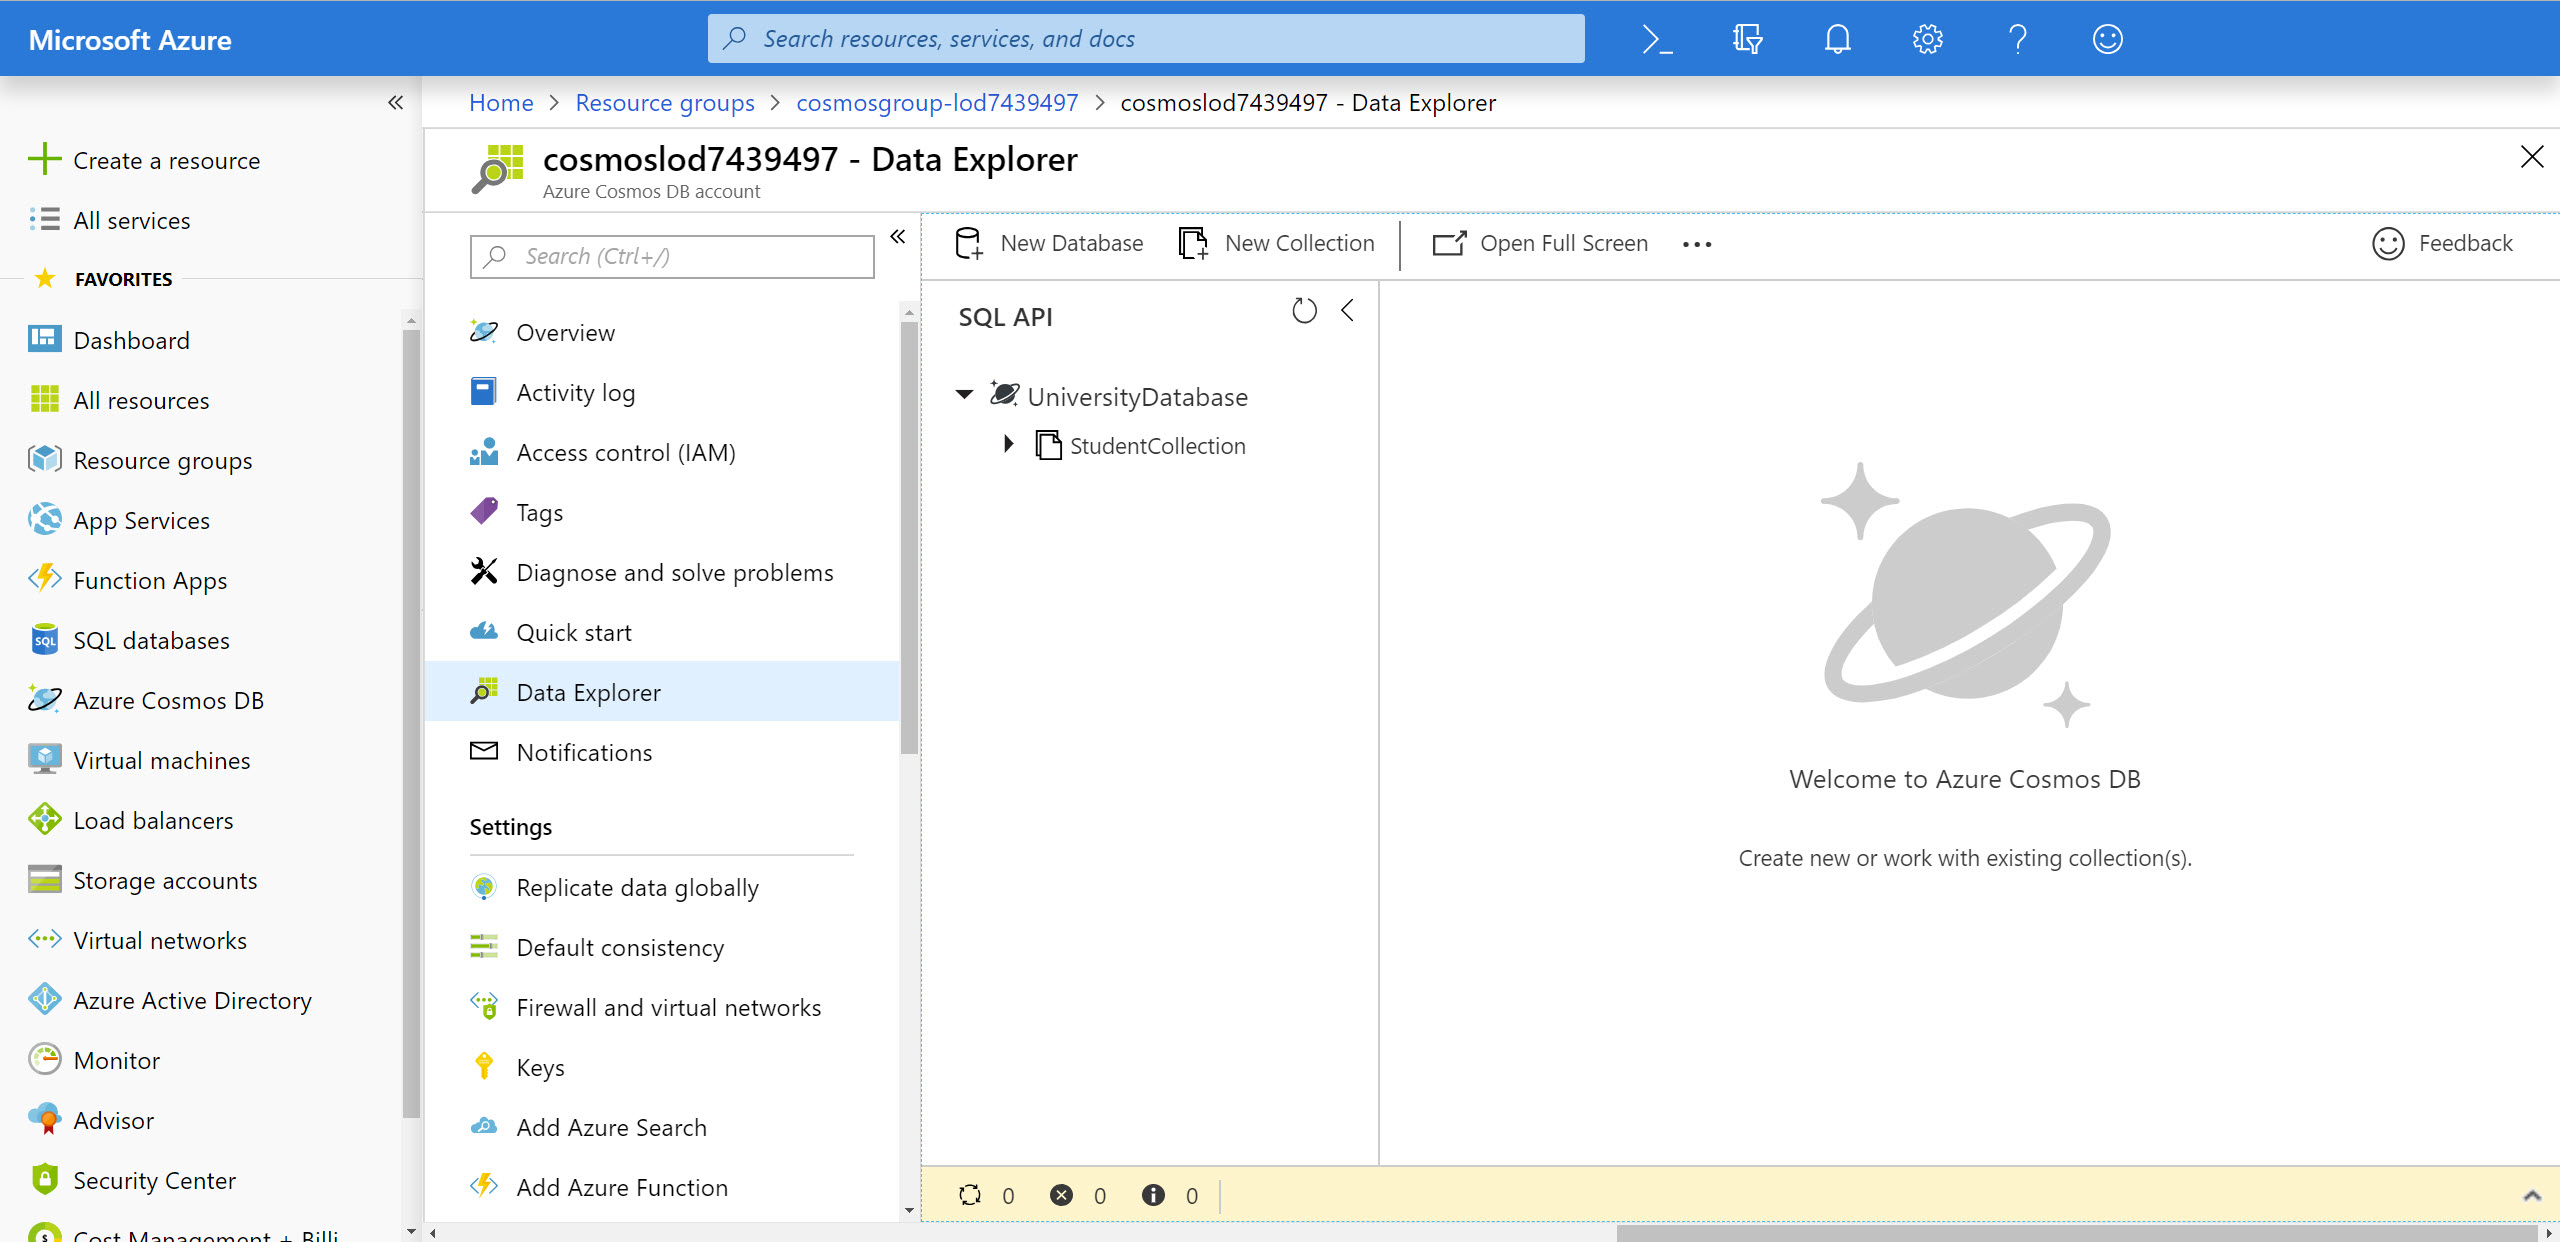 Microsoft Azure
Search resources, services, and docs
Home > Resource groups > cosmosgroup-lod7439497 > cosmoslod7439497 - Data Explorer
Create a resource
All services
FAVORITES
Dashboard
All resources
Resource groups
App Services
Function Apps
SQL databases
Azure Cosmos DB
Virtual machines
Load balancers
Storage accounts
Virtual networks
Azure Active Directory
Monitor
Advisor
Security Center
Cost Management + Billi
cosmoslod7439497 - Data Explorer
Azure Cosmos DB account
Search (Ctrl+/)
Overview
Activity log
Access control (IAM)
Tags
Diagnose and solve problems
Quick start
Data Explorer
Notifications
Settings
Replicate data globally
Default consistency
Firewall and virtual networks
Keys
Add Azure Search
Add Azure Function
New Database New Collection Open Full Screen Feedback
SQL API
UniversityDatabase
StudentCollection
Welcome to Azure Cosmos DB
Create new or work with existing collection(s).
0 0 0